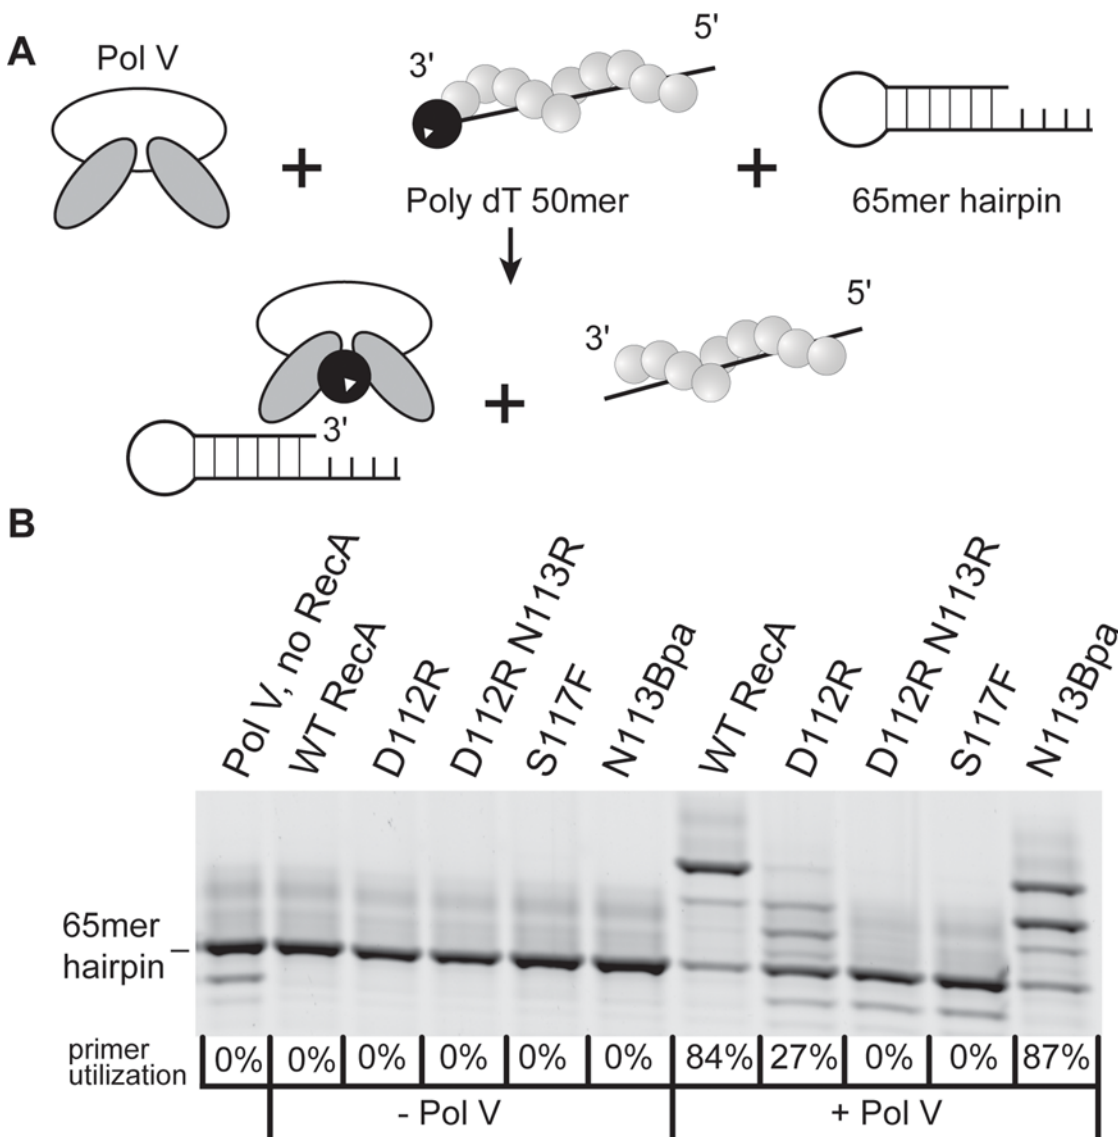 A
Pol V
3'
5'
+
+
Poly dT 50mer
65mer hairpin
3'
5'
+
3'
B
Pol V, no RecA
WT RecA
D112R
D112R N113R
S117F
N113Bpa
WT RecA
D112R
D112R N113R
S117F
N113Bpa
65mer
hairpin
primer
utilization
0% 0% 0% 0% 0% 0% 84% 27% 0% 0% 87%
- Pol V
+ Pol V